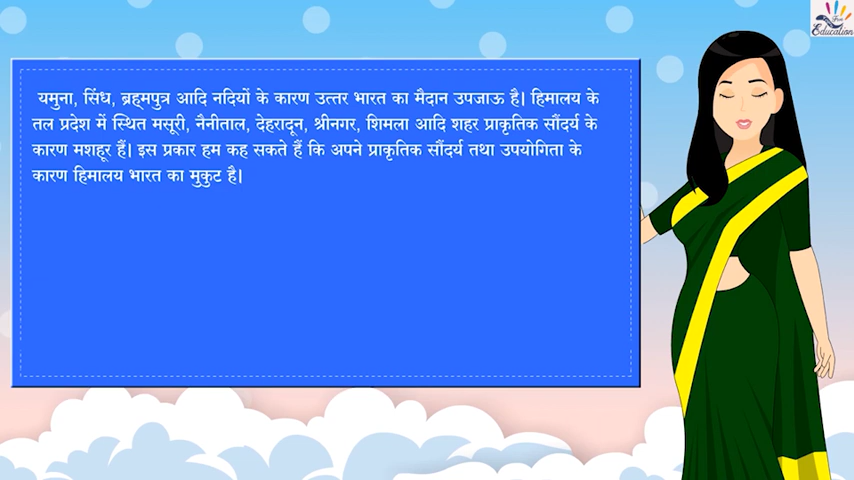 यमुना, सिंध, ब्रह्मपुत्र आदि नदियों के कारण उत्तर भारत का मैदान उपजाऊ है। हिमालय के
तल प्रदेश में स्थित मसूरी, नैनीताल, देहरादून, श्रीनगर, शिमला आदि शहर प्राकृतिक सौंदर्य के
कारण मशहूर हैं। इस प्रकार हम कह सकते हैं कि अपने प्राकृतिक सौंदर्य तथा उपयोगिता के
कारण हिमालय भारत का मुकुट है।
Fun
Education